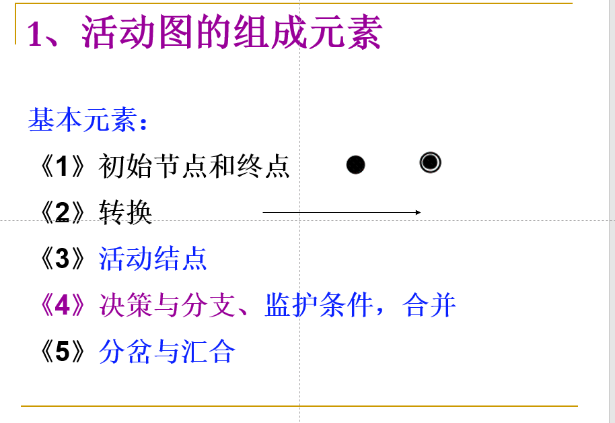 1、活动图的组成元素
基本元素：
《1》初始节点和终点
《2》转换
《3》活动结点
《4》决策与分支、监护条件，合并
《5》分岔与汇合